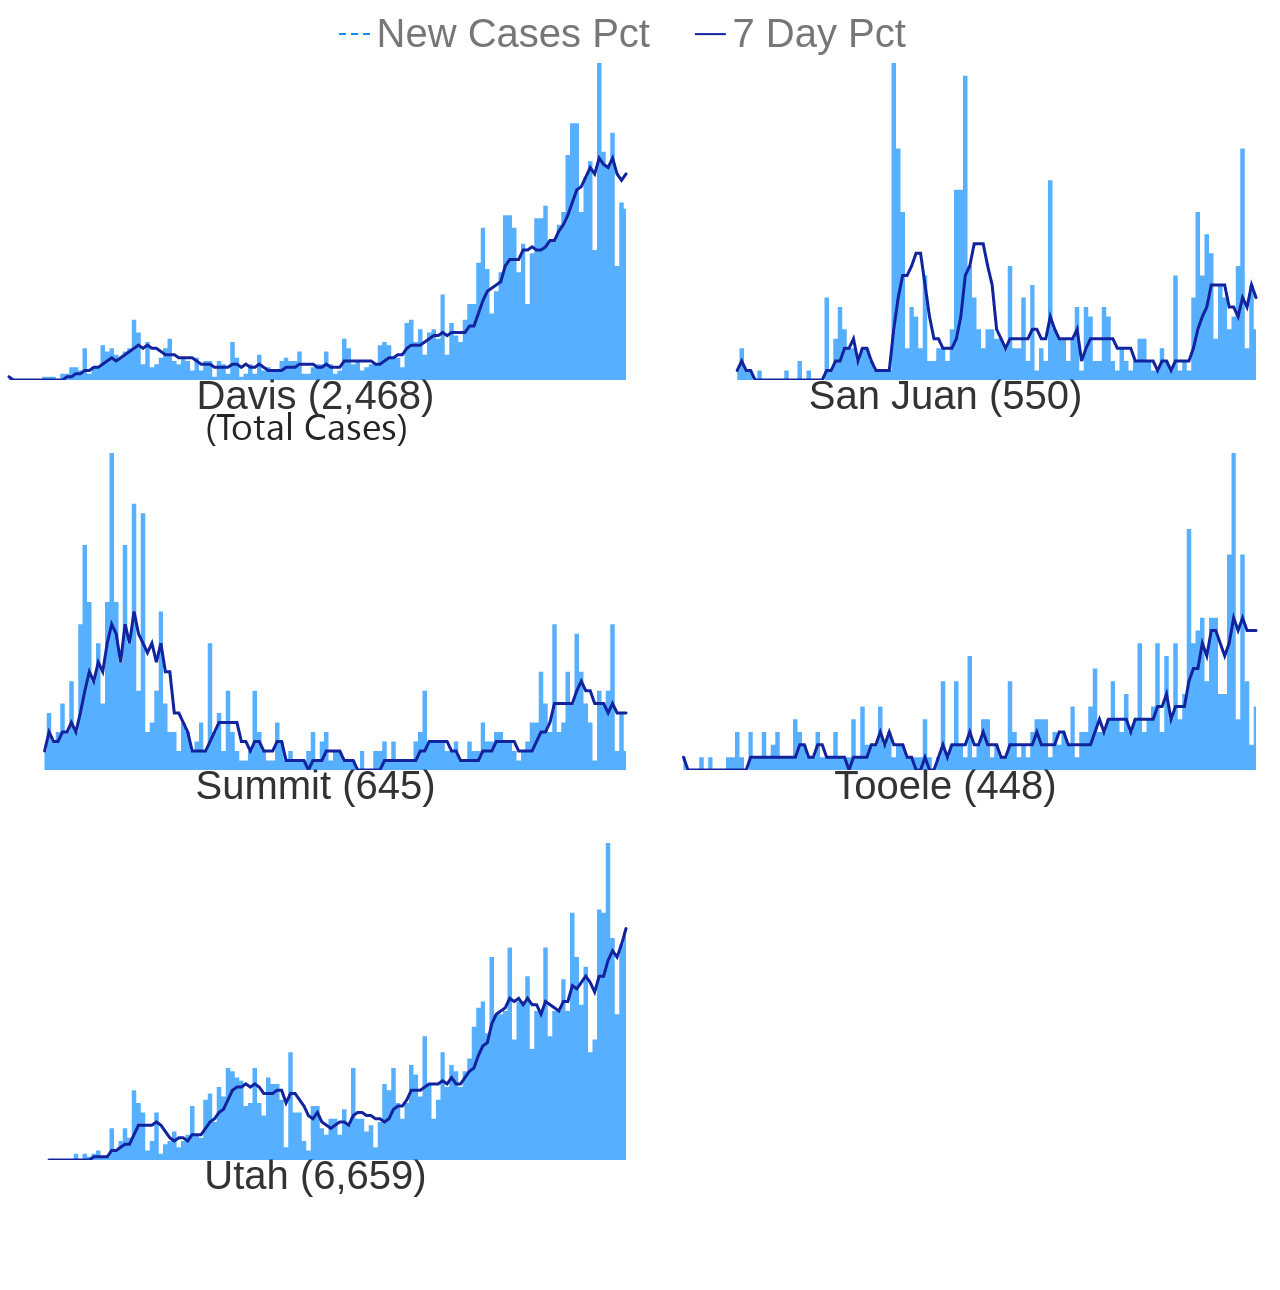 New Cases Pct 7 Day Pct
Davis (2,468) San Juan (550)
(Total Cases)
Summit (645) Tooele (448)
Utah (6,659)